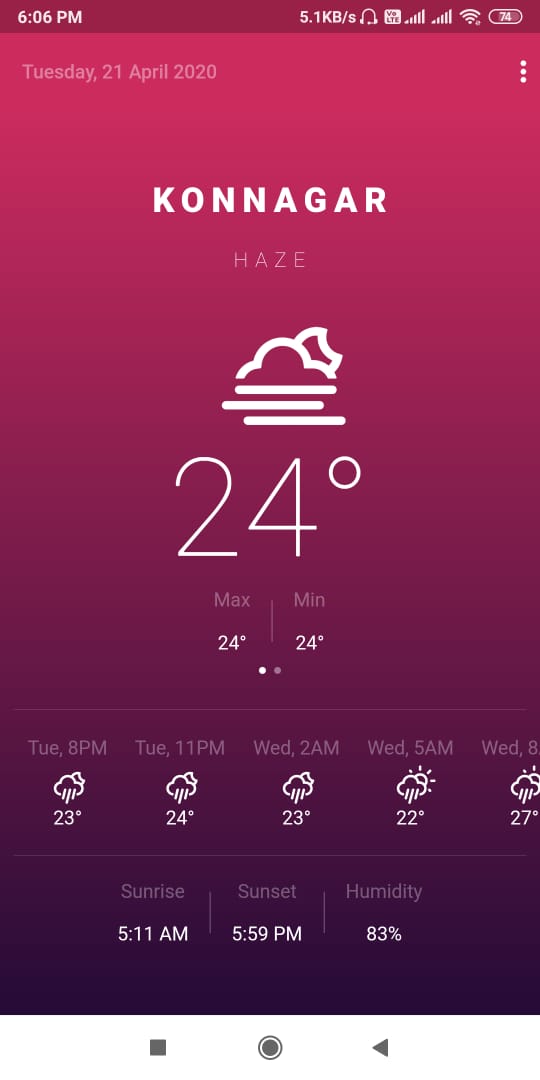 6:06 PM 5.1KB/s Vo LTE 74
Tuesday, 21 April 2020
KONNAGAR
HAZE
24°
Max Min
24° 24°
Tue, 8PM Tue, 11PM Wed, 2AM Wed, 5AM Wed, 8
23° 24° 23° 22° 27°
Sunrise Sunset Humidity
5:11 AM 5:59 PM 83%